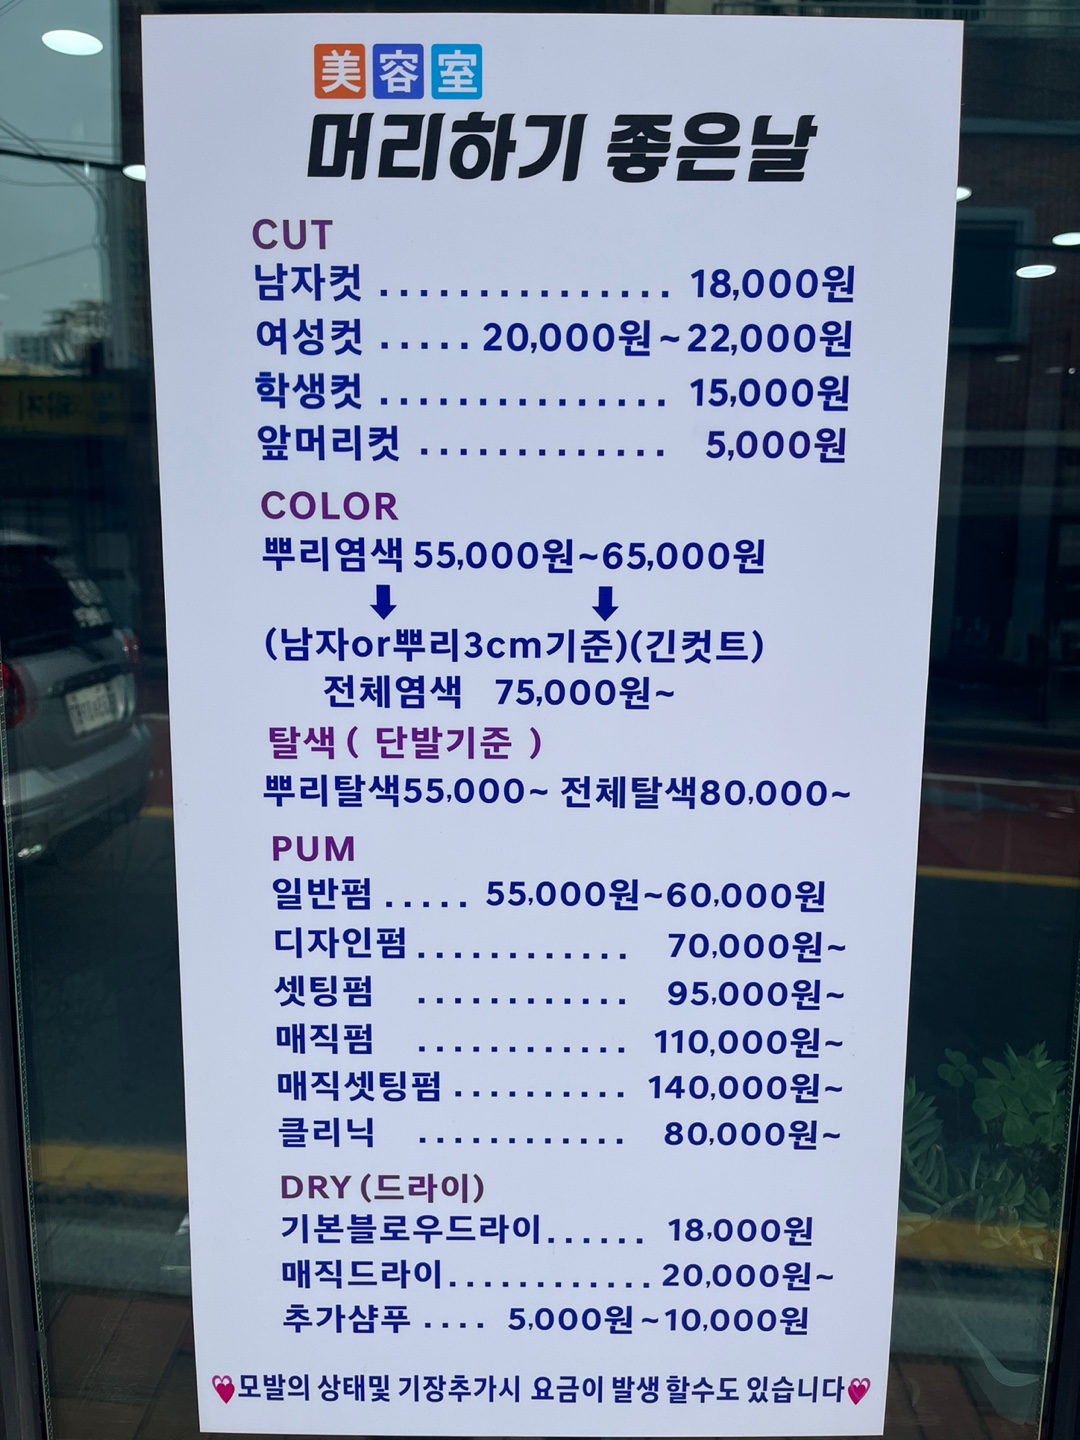 美容室
머리하기 좋은날
CUT
남자컷 ............... 18,000원
여성컷 ..... 20,000원~22,000원
학생컷 ............... 15,000원
앞머리컷 ............. 5,000원
COLOR
뿌리염색 55,000원~65,000원
(남자or뿌리3cm기준)(긴컷트)
전체염색 75,000원~
탈색 ( 단발기준 )
뿌리탈색55,000~ 전체탈색80,000~
PUM
일반펌 ..... 55,000원~60,000원
디자인펌 ............ 70,000원~
셋팅펌 ............ 95,000원~
매직펌 ............ 110,000원~
매직셋팅펌 .......... 140,000원~
클리닉 ............ 80,000원~
DRY (드라이)
기본블로우드라이...... 18,000원
매직드라이............ 20,000원~
추가샴푸 .... 5,000원~10,000원
모발의 상태및 기장추가시 요금이 발생 할수도 있습니다